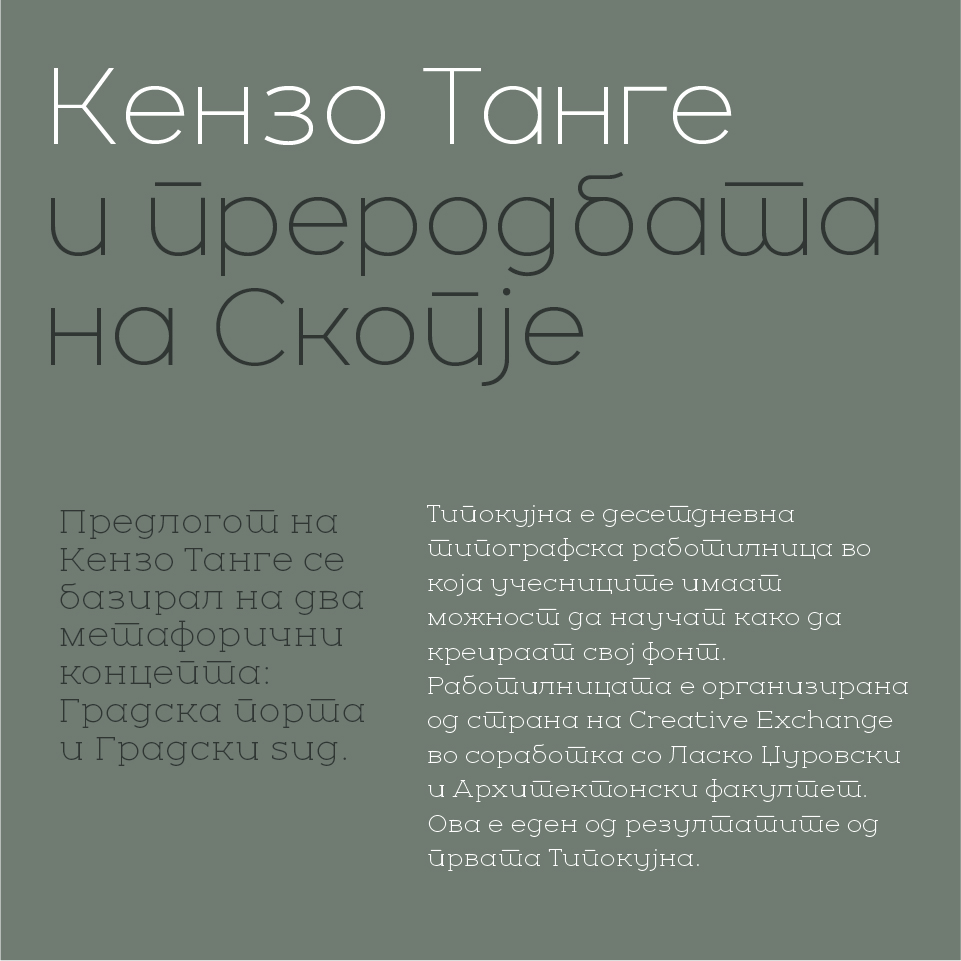 Кензо Танге
и преродбата
на Скопје
Предлогот на
Кензо Танге се
базирал на два
метафорични
концепта:
Градска порта
и Градски ѕид.
Типокујна е десетдневна
типографска работилница во
која учесниците имаат
можност да научат како да
креираат свој фонт.
Работилницата е организирана
од страна на Creative Exchange
во соработка со Ласко Џуровски
и Архитектонски факултет.
Ова е еден од резултатите од
првата Типокујна.